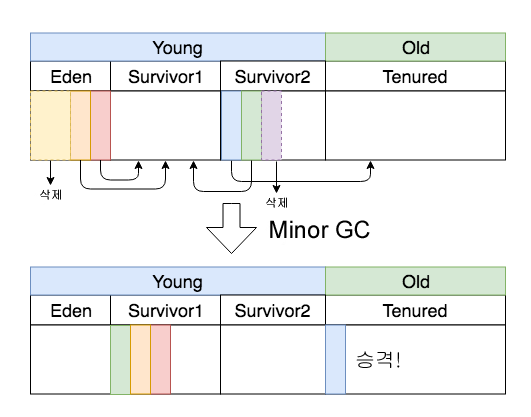 Young Old
Eden Survivor1 Survivor2 Tenured
삭제 삭제
Minor GC
Young Old
Eden Survivor1 Survivor2 Tenured
승격!